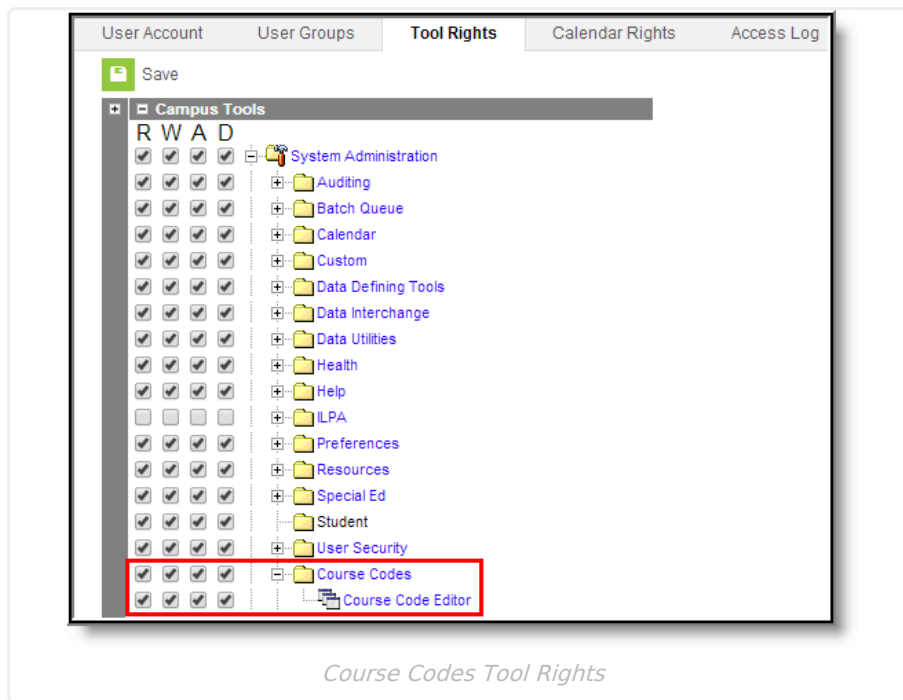 User Account User Groups Tool Rights Calendar Rights Access Log
Save
Campus Tools
R W A D
System Administration
Auditing
Batch Queue
Calendar
Custom
Data Defining Tools
Data Interchange
Data Utilities
Health
Help
ILPA
Preferences
Resources
Special Ed
Student
User Security
Course Codes
Course Code Editor
Course Codes Tool Rights